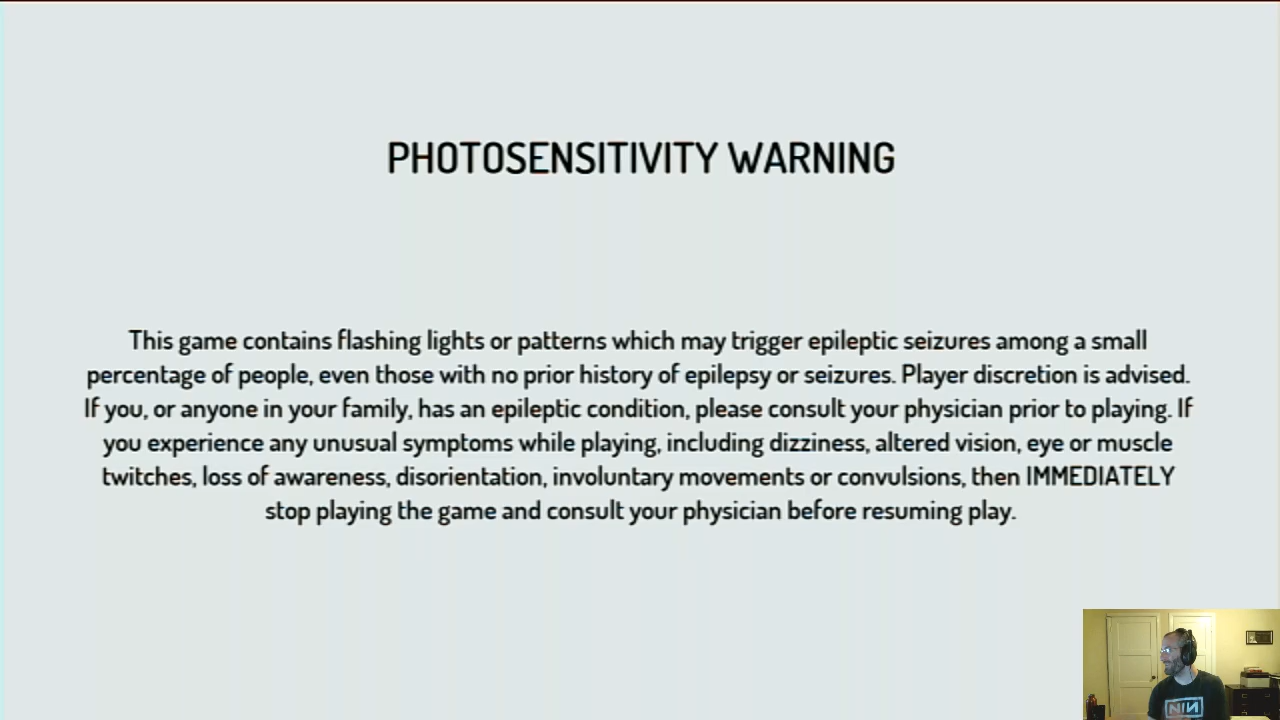 PHOTOSENSITIVITY WARNING
This game contains flashing lights or patterns which may trigger epileptic seizures among a small
percentage of people, even those with no prior history of epilepsy or seizures. Player discretion is advised.
If you, or anyone in your family, has an epileptic condition, please consult your physician prior to playing. If
you experience any unusual symptoms while playing, including dizziness, altered vision, eye or muscle
twitches, loss of awareness, disorientation, involuntary movements or convulsions, then IMMEDIATELY
stop playing the game and consult your physician before resuming play.
NIN